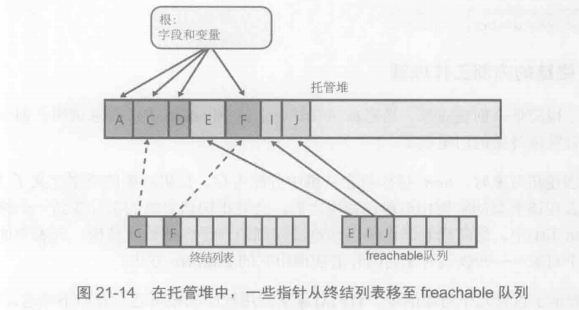 根:
字段和变量
托管堆
A C D E F I J
C F
E I J
终结列表
freachable队列
图 21-14 在托管堆中，一些指针从终结列表移至 freachable 队列